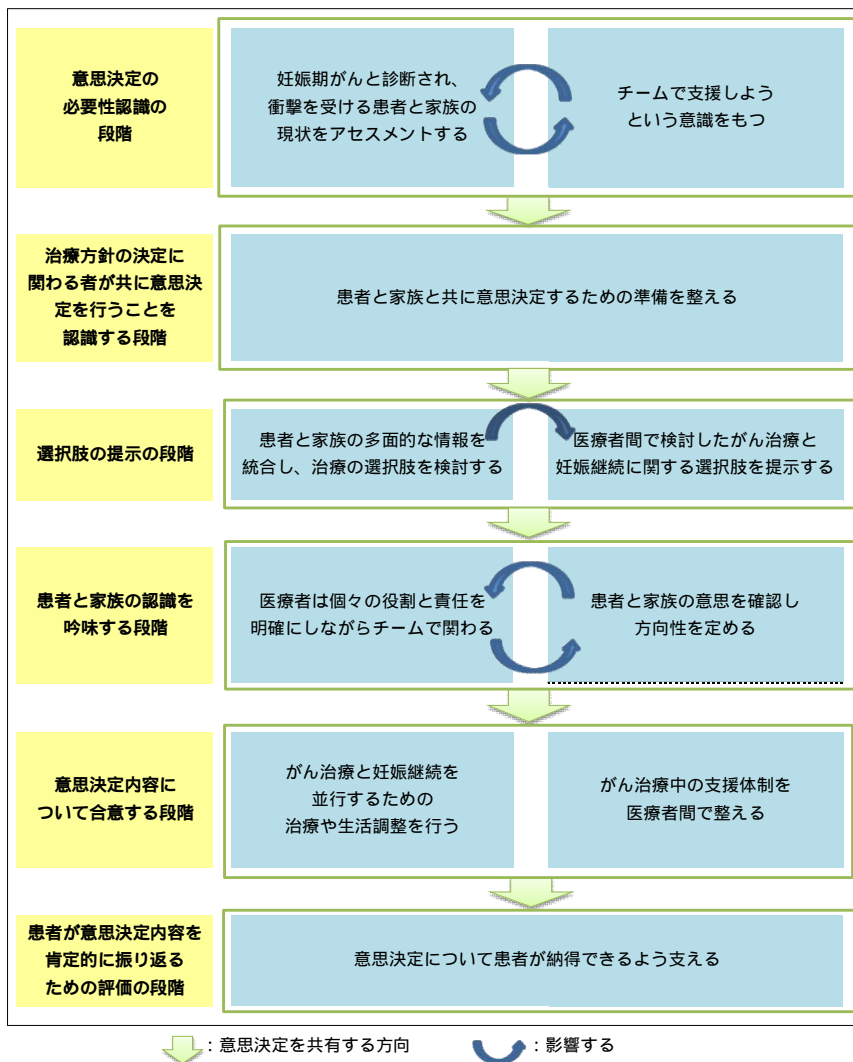 意思決定の
必要性認識の
段階
妊娠期がんと診断され、
衝撃を受ける患者と家族の
現状をアセスメントする
チームで支援しよう
という意識をもつ
治療方針の決定に
関わる者が共に意思決
定を行うことを
認識する段階
患者と家族と共に意思決定するための準備を整える
選択肢の提示の段階
患者と家族の多面的な情報を
統合し、治療の選択肢を検討する
医療者間で検討したがん治療と
妊娠継続に関する選択肢を提示する
患者と家族の認識を
吟味する段階
医療者は個々の役割と責任を
明確にしながらチームで関わる
患者と家族の意思を確認し
方向性を定める
意思決定内容に
ついて合意する段階
がん治療と妊娠継続を
並行するための
治療や生活調整を行う
がん治療中の支援体制を
医療者間で整える
患者が意思決定内容を
肯定的に振り返る
ための評価の段階
意思決定について患者が納得できるよう支える
：意思決定を共有する方向
：影響する